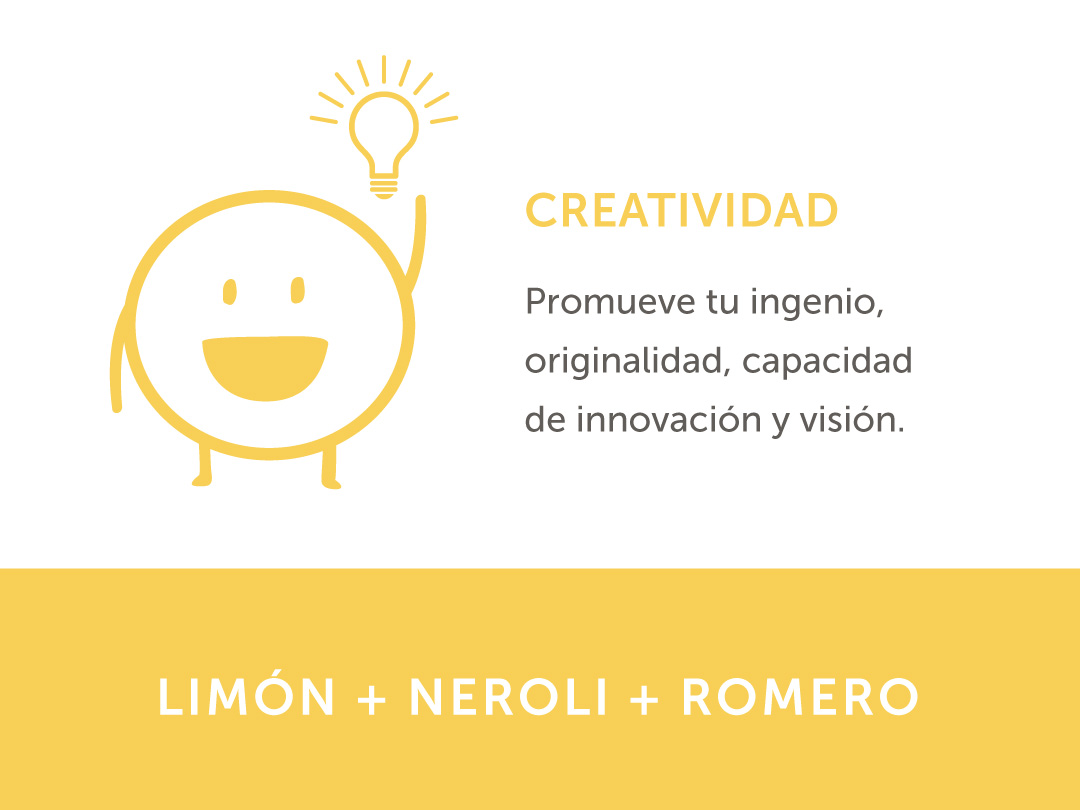 CREATIVIDAD
Promueve tu ingenio,
originalidad, capacidad
de innovación y visión.
LIMÓN + NEROLI + ROMERO